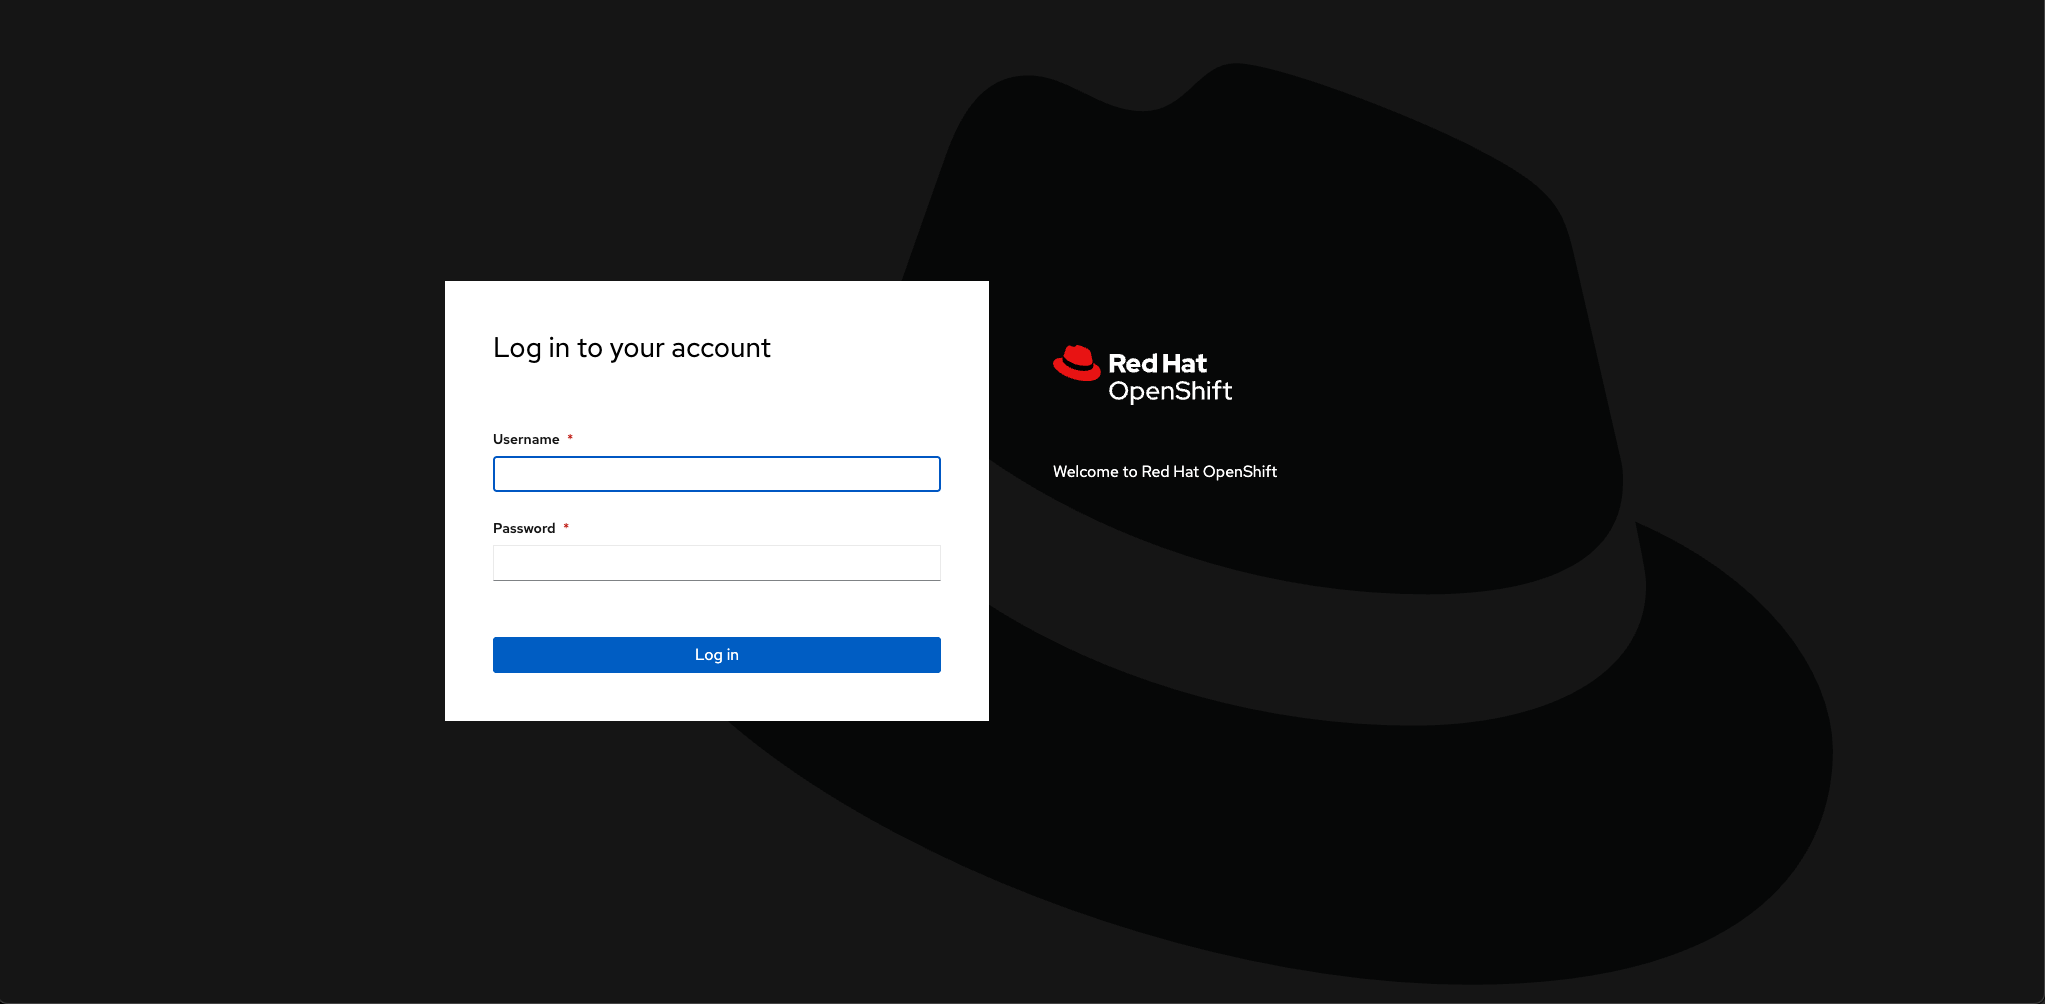 Log in to your account
Username *
Password *
Log in
Red Hat
OpenShift
Welcome to Red Hat OpenShift